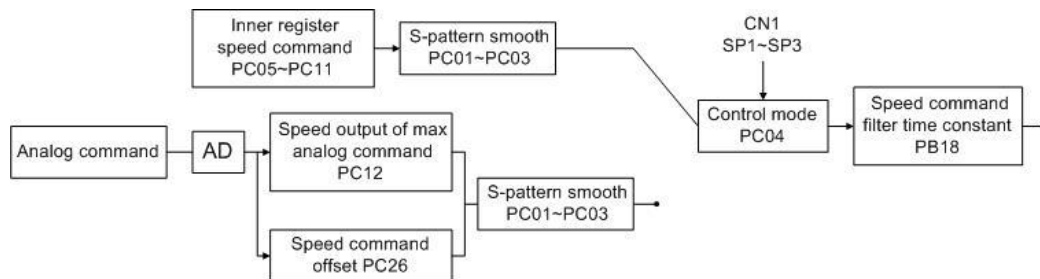 Inner register
speed command
PC05~PC11
S-pattern smooth
PC01~PC03
CN1
SP1~SP3
Control mode
PC04
Speed command
filter time constant
PB18
Analog command
AD
Speed output of max
analog command
PC12
Speed command
offset PC26
S-pattern smooth
PC01~PC03